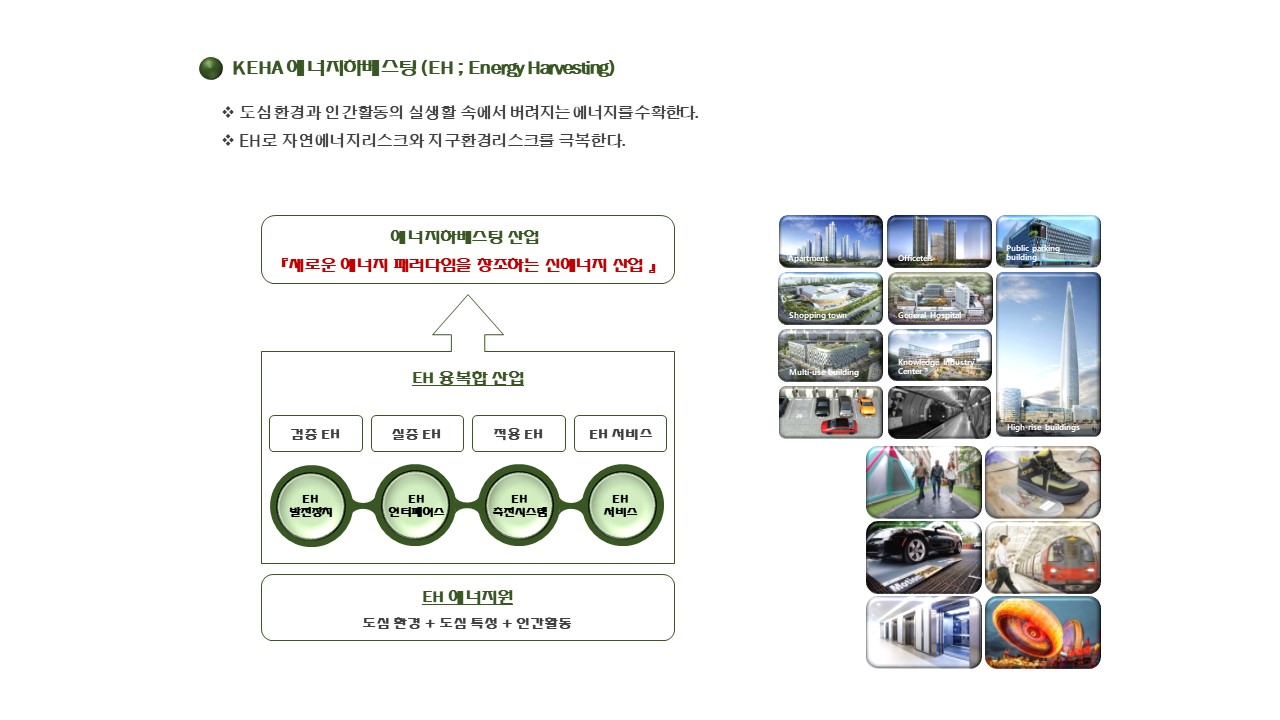 KEHA 에너지하베스팅 (EH ; Energy Harvesting)
❖ 도심 환경과 인간활동의 실생활 속에서 버려지는 에너지를 수확한다.
❖ EH로 자연에너지리스크와 지구환경리스크를 극복한다.
에너지하베스팅 산업
『새로운 에너지 패러다임을 창조하는 신에너지 산업 』
EH 융복합 산업
검증 EH
실증 EH
적용 EH
EH 서비스
EH
발전장치
EH
인터페이스
EH
축전시스템
EH
서비스
EH 에너지원
도심 환경 + 도심 특성 + 인간활동
Apartment
Officetels
Public parking
building
Shopping town
General Hospital
Multi-use building
Knowledge Industry
Center
High-rise buildings
Motion